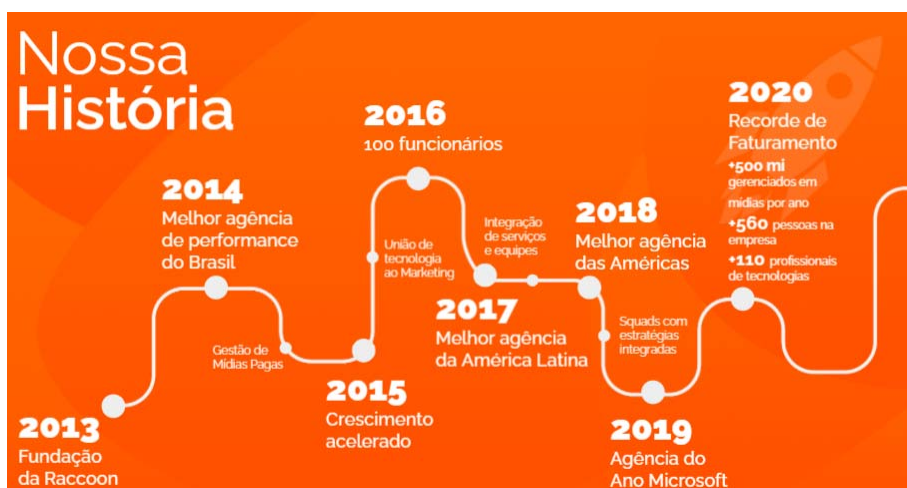 Nossa
História
2013
Fundação
da Raccoon
2014
Melhor agência
de performance
do Brasil
Gestão de
Mídias Pagas
2015
Crescimento
acelerado
União de
tecnologia
ao Marketing
2016
100 funcionários
Integração
de serviços
e equipes
2017
Melhor agência
da América Latina
2018
Melhor agência
das Américas
Squads com
estratégias
integradas
2019
Agência do
Ano Microsoft
2020
Recorde de
Faturamento
+500 mi
gerenciados em
mídias por ano
+560 pessoas na
empresa
+110 profissionais
de tecnologias